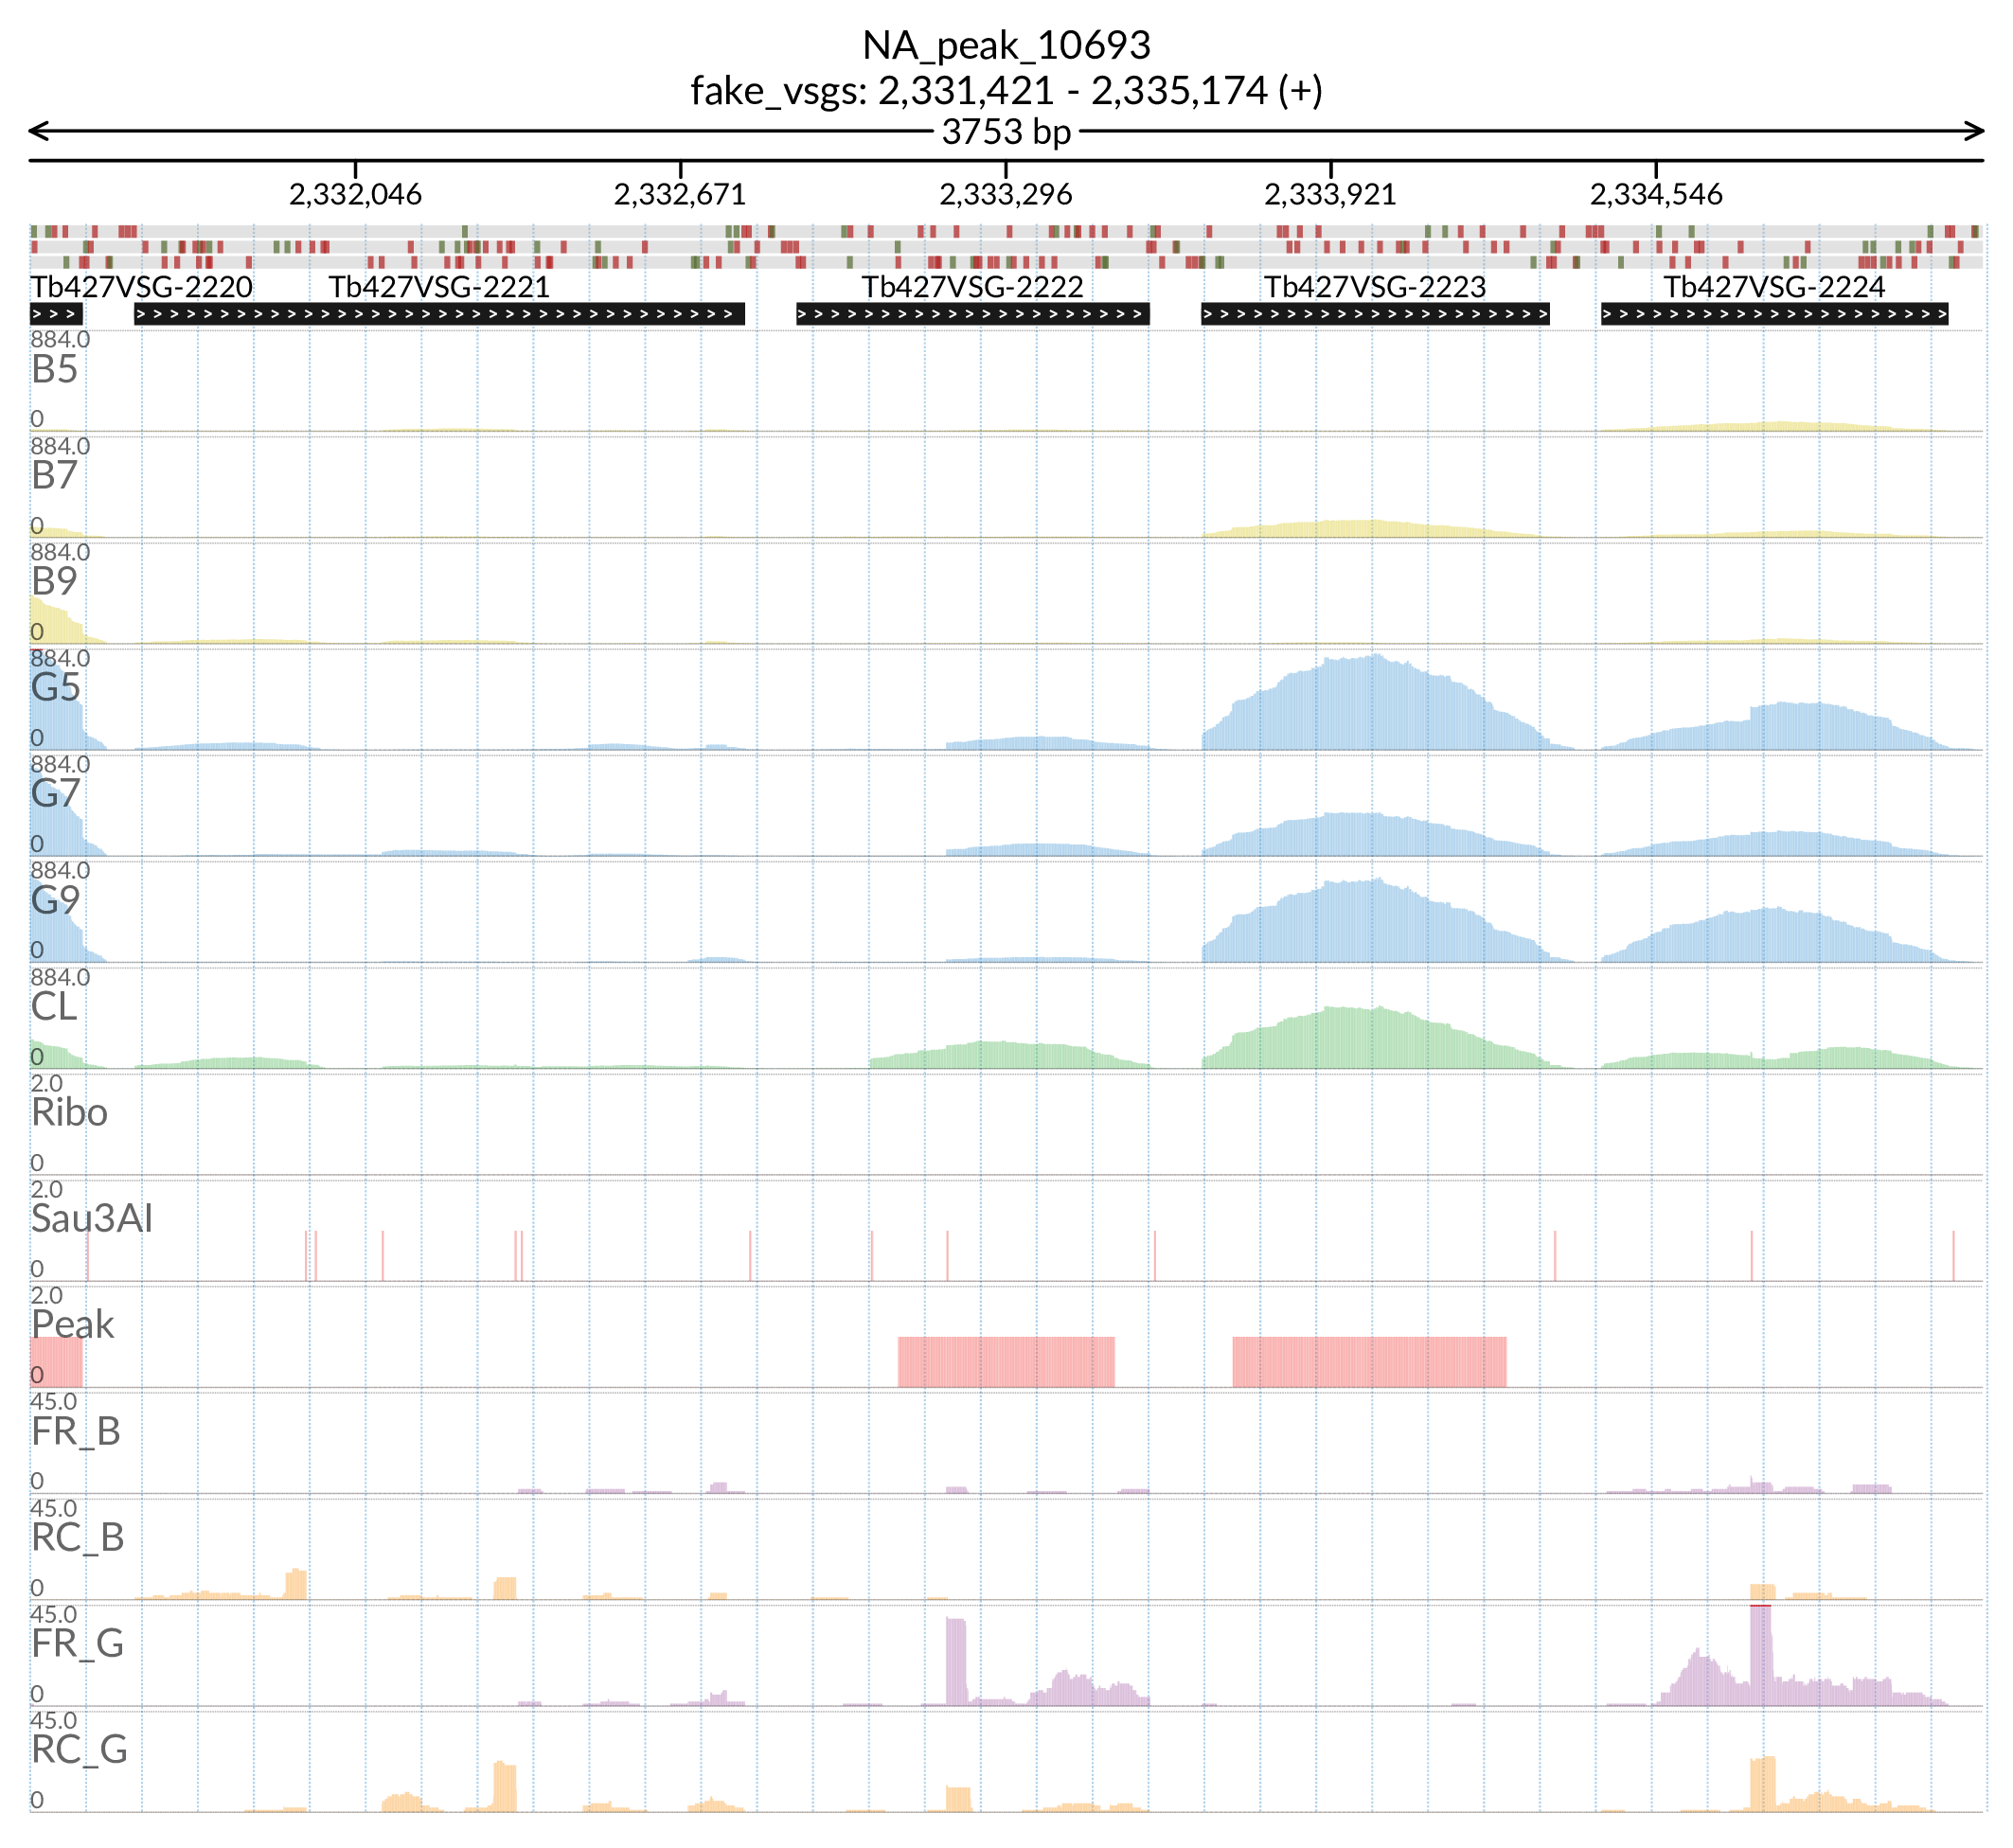 NA_peak_10693
fake_vsgs: 2,331,421 - 2,335,174 (+)
3753 bp
2,332,046 2,332,671 2,333,296 2,333,921 2,334,546
Tb427VSG-2220 Tb427VSG-2221 Tb427VSG-2222 Tb427VSG-2223 Tb427VSG-2224
884.0
B5
0
884.0
B7
0
884.0
B9
0
884.0
G5
0
884.0
G7
0
884.0
G9
0
884.0
CL
0
2.0
Ribo
0
2.0
Sau3AI
0
2.0
Peak
0
45.0
FR_B
0
45.0
RC_B
0
45.0
FR_G
0
45.0
RC_G
0